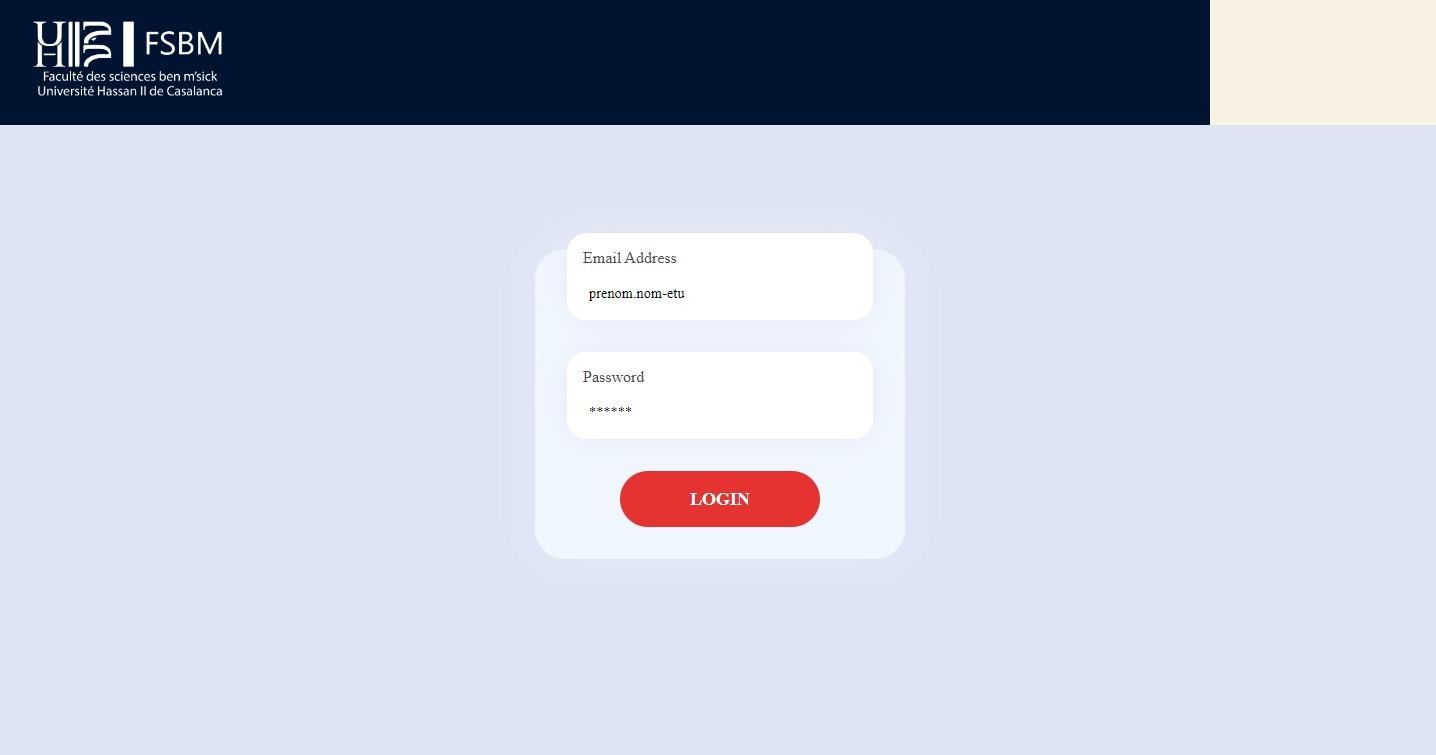 FSBM
Faculté des sciences ben m'sick
Université Hassan II de Casalanca
Email Address
prenom.nom-etu
Password
******
LOGIN